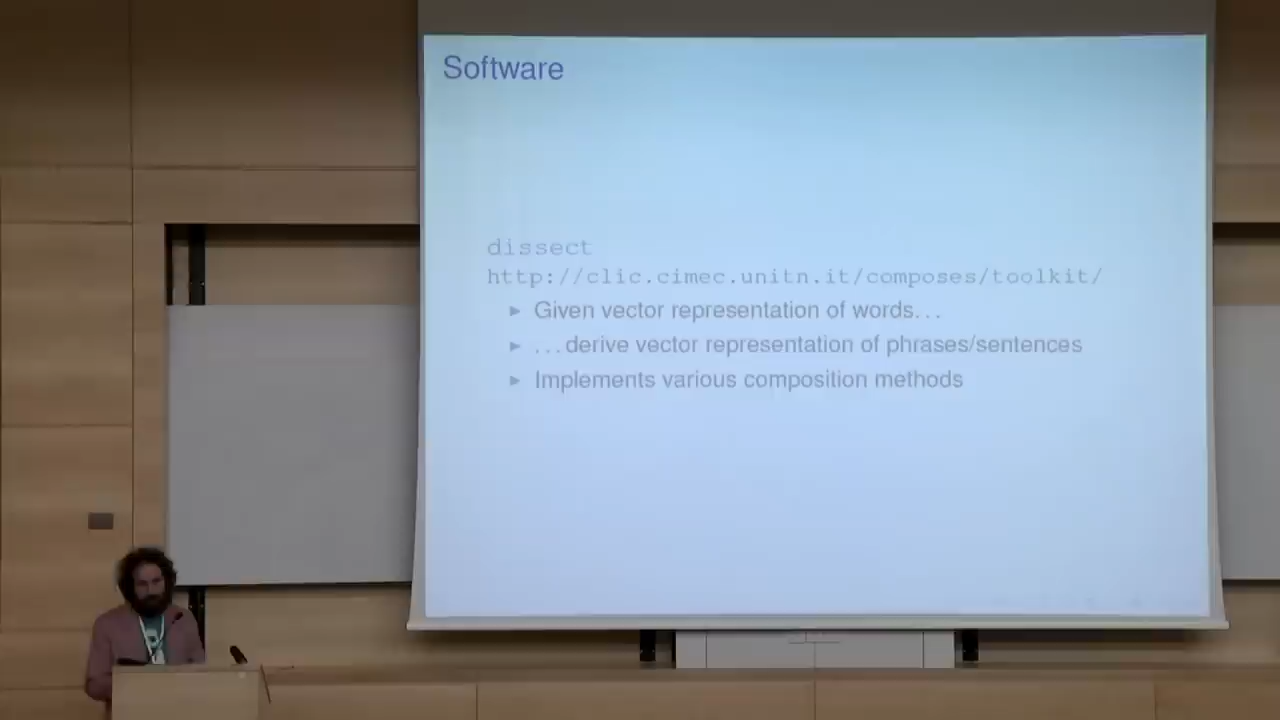 Software
dissect
http://clic.cimec.unitn.it/composes/toolkit/
► Given vector representation of words...
► ...derive vector representation of phrases/sentences
► Implements various composition methods